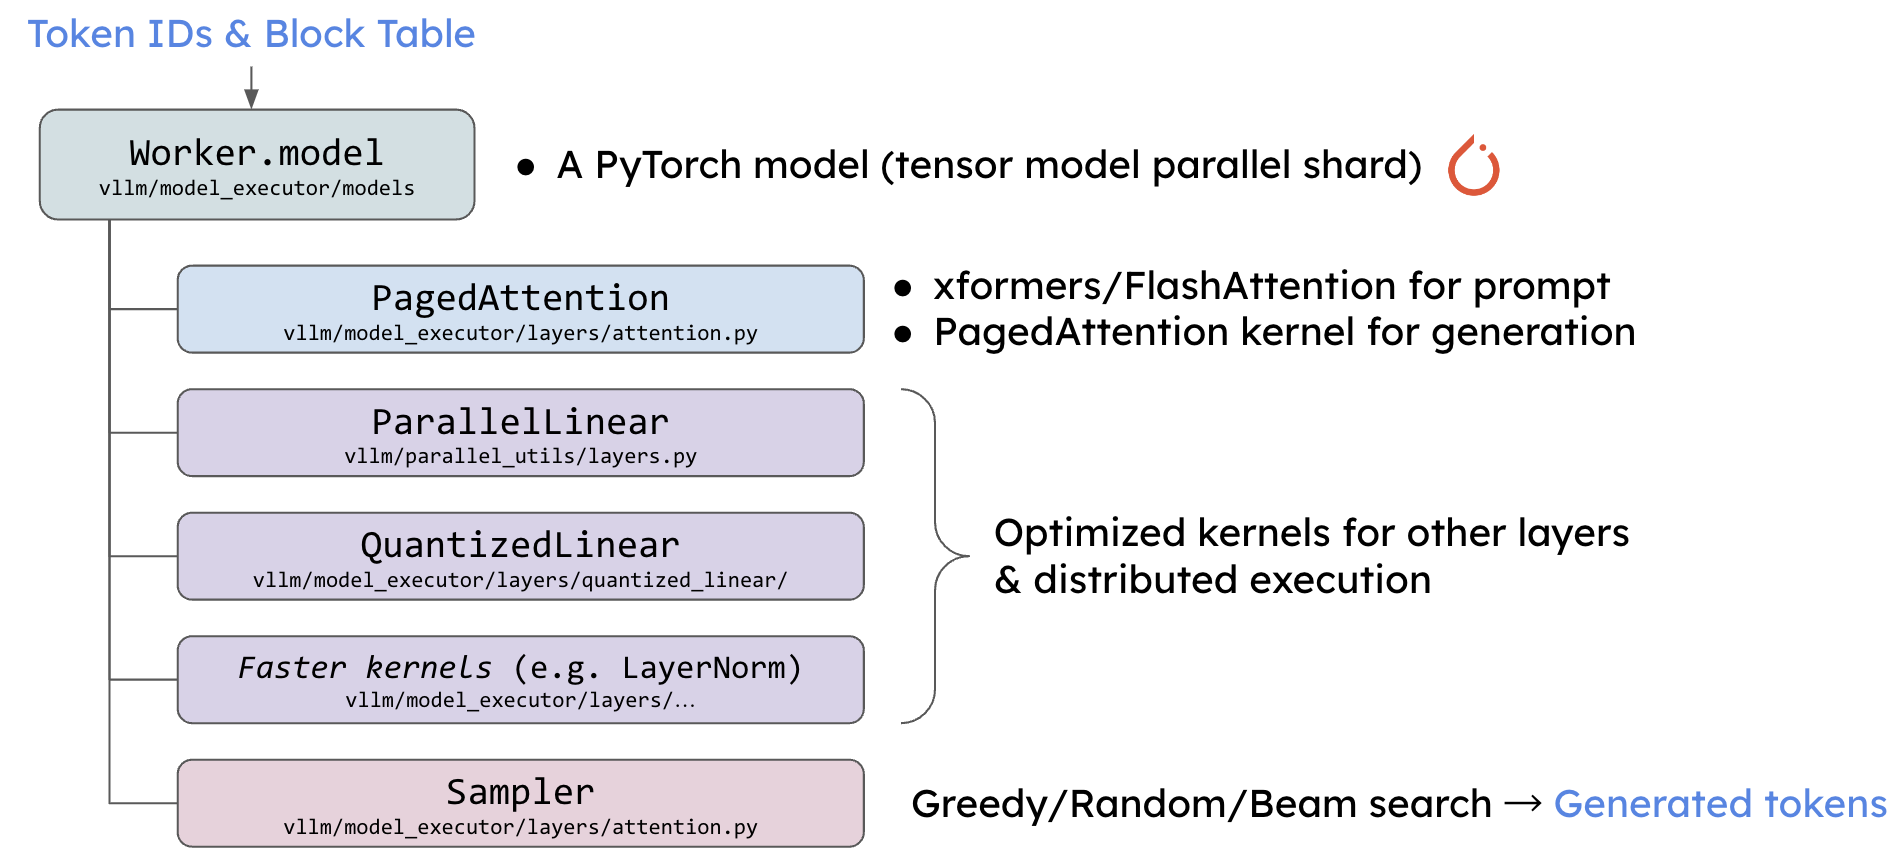 Token IDs & Block Table
Worker.model
vllm/model_executor/models
● A PyTorch model (tensor model parallel shard)
PagedAttention
vllm/model_executor/layers/attention.py
● xformers/FlashAttention for prompt
● PagedAttention kernel for generation
ParallelLinear
vllm/parallel_utils/layers.py
QuantizedLinear
vllm/model_executor/layers/quantized_linear/
Faster kernels (e.g. LayerNorm)
vllm/model_executor/layers/...
Optimized kernels for other layers
& distributed execution
Sampler
vllm/model_executor/layers/attention.py
Greedy/Random/Beam search → Generated tokens